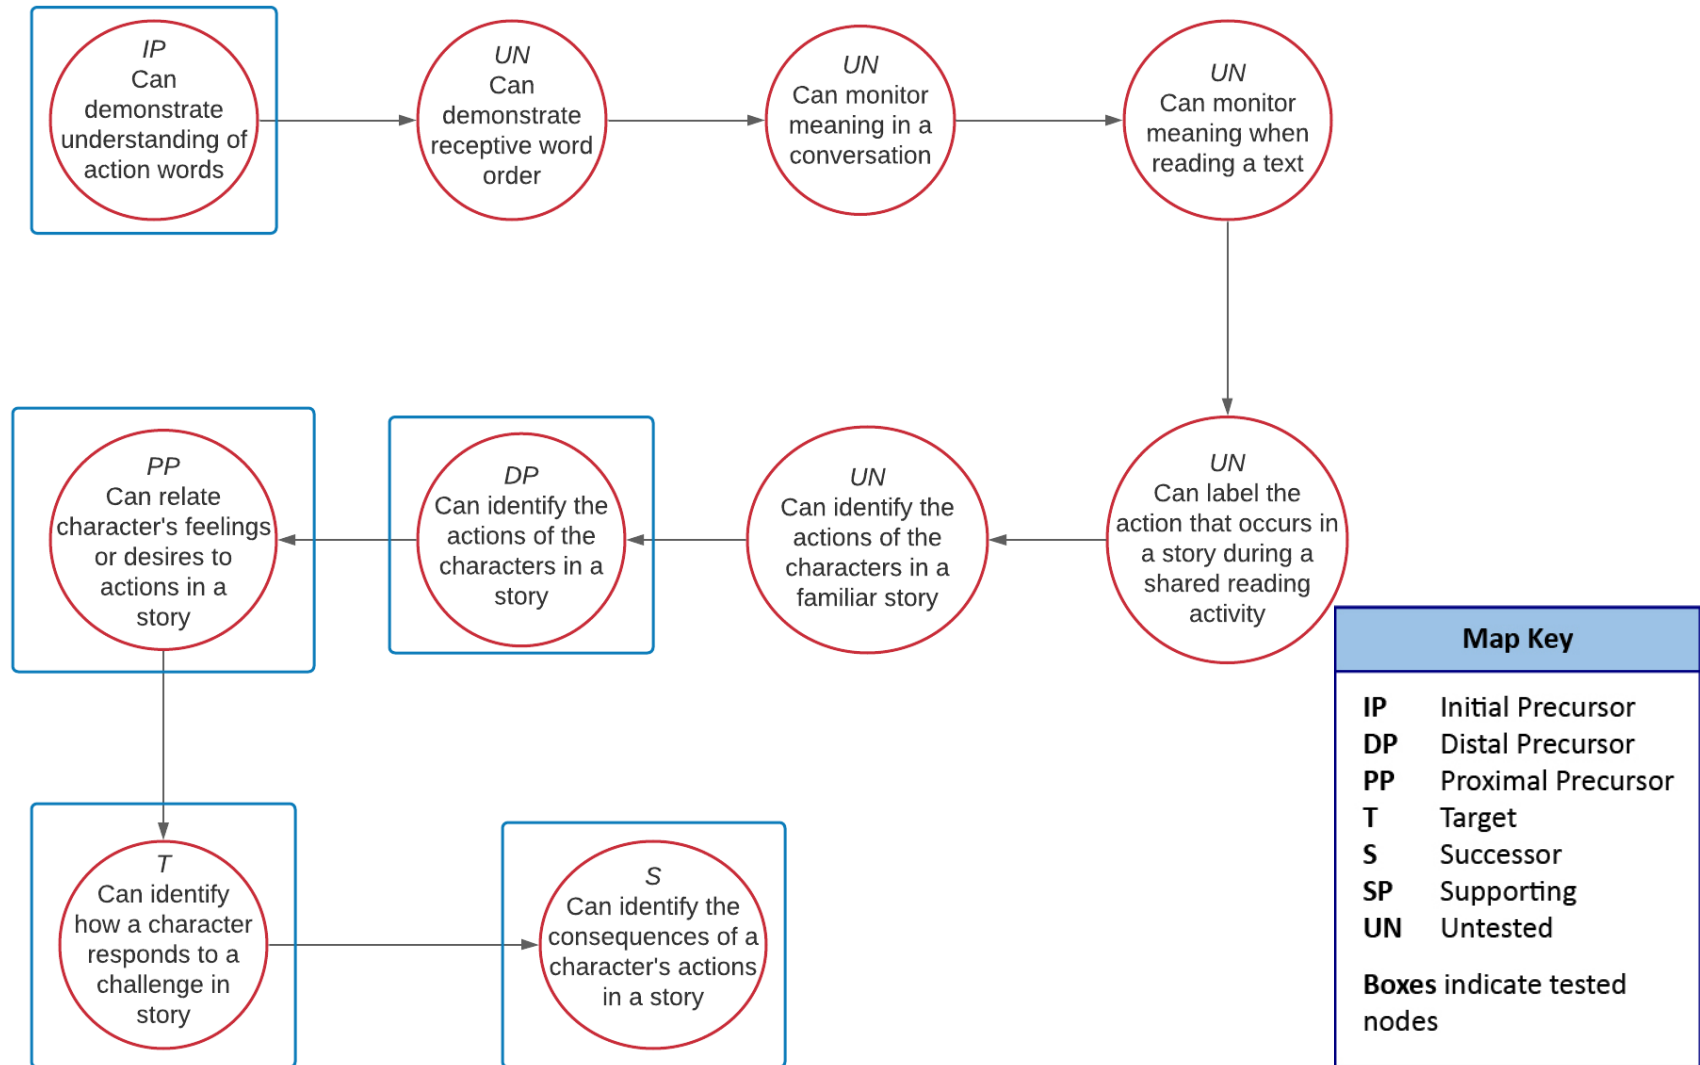 IP
Can
demonstrate
understanding of
action words
UN
Can
demonstrate
receptive word
order
UN
Can monitor
meaning in a
conversation
UN
Can monitor
meaning when
reading a text
PP
Can relate
character's feelings
or desires to
actions in a
story
DP
Can identify the
actions of the
characters in a
story
UN
Can identify the
actions of the
characters in a
familiar story
UN
Can label the
action that occurs in
a story during a
shared reading
activity
T
Can identify
how a character
responds to a
challenge in
story
S
Can identify the
consequences of a
character's actions
in a story
Map Key
IP Initial Precursor
DP Distal Precursor
PP Proximal Precursor
T Target
S Successor
SP Supporting
UN Untested
Boxes indicate tested
nodes